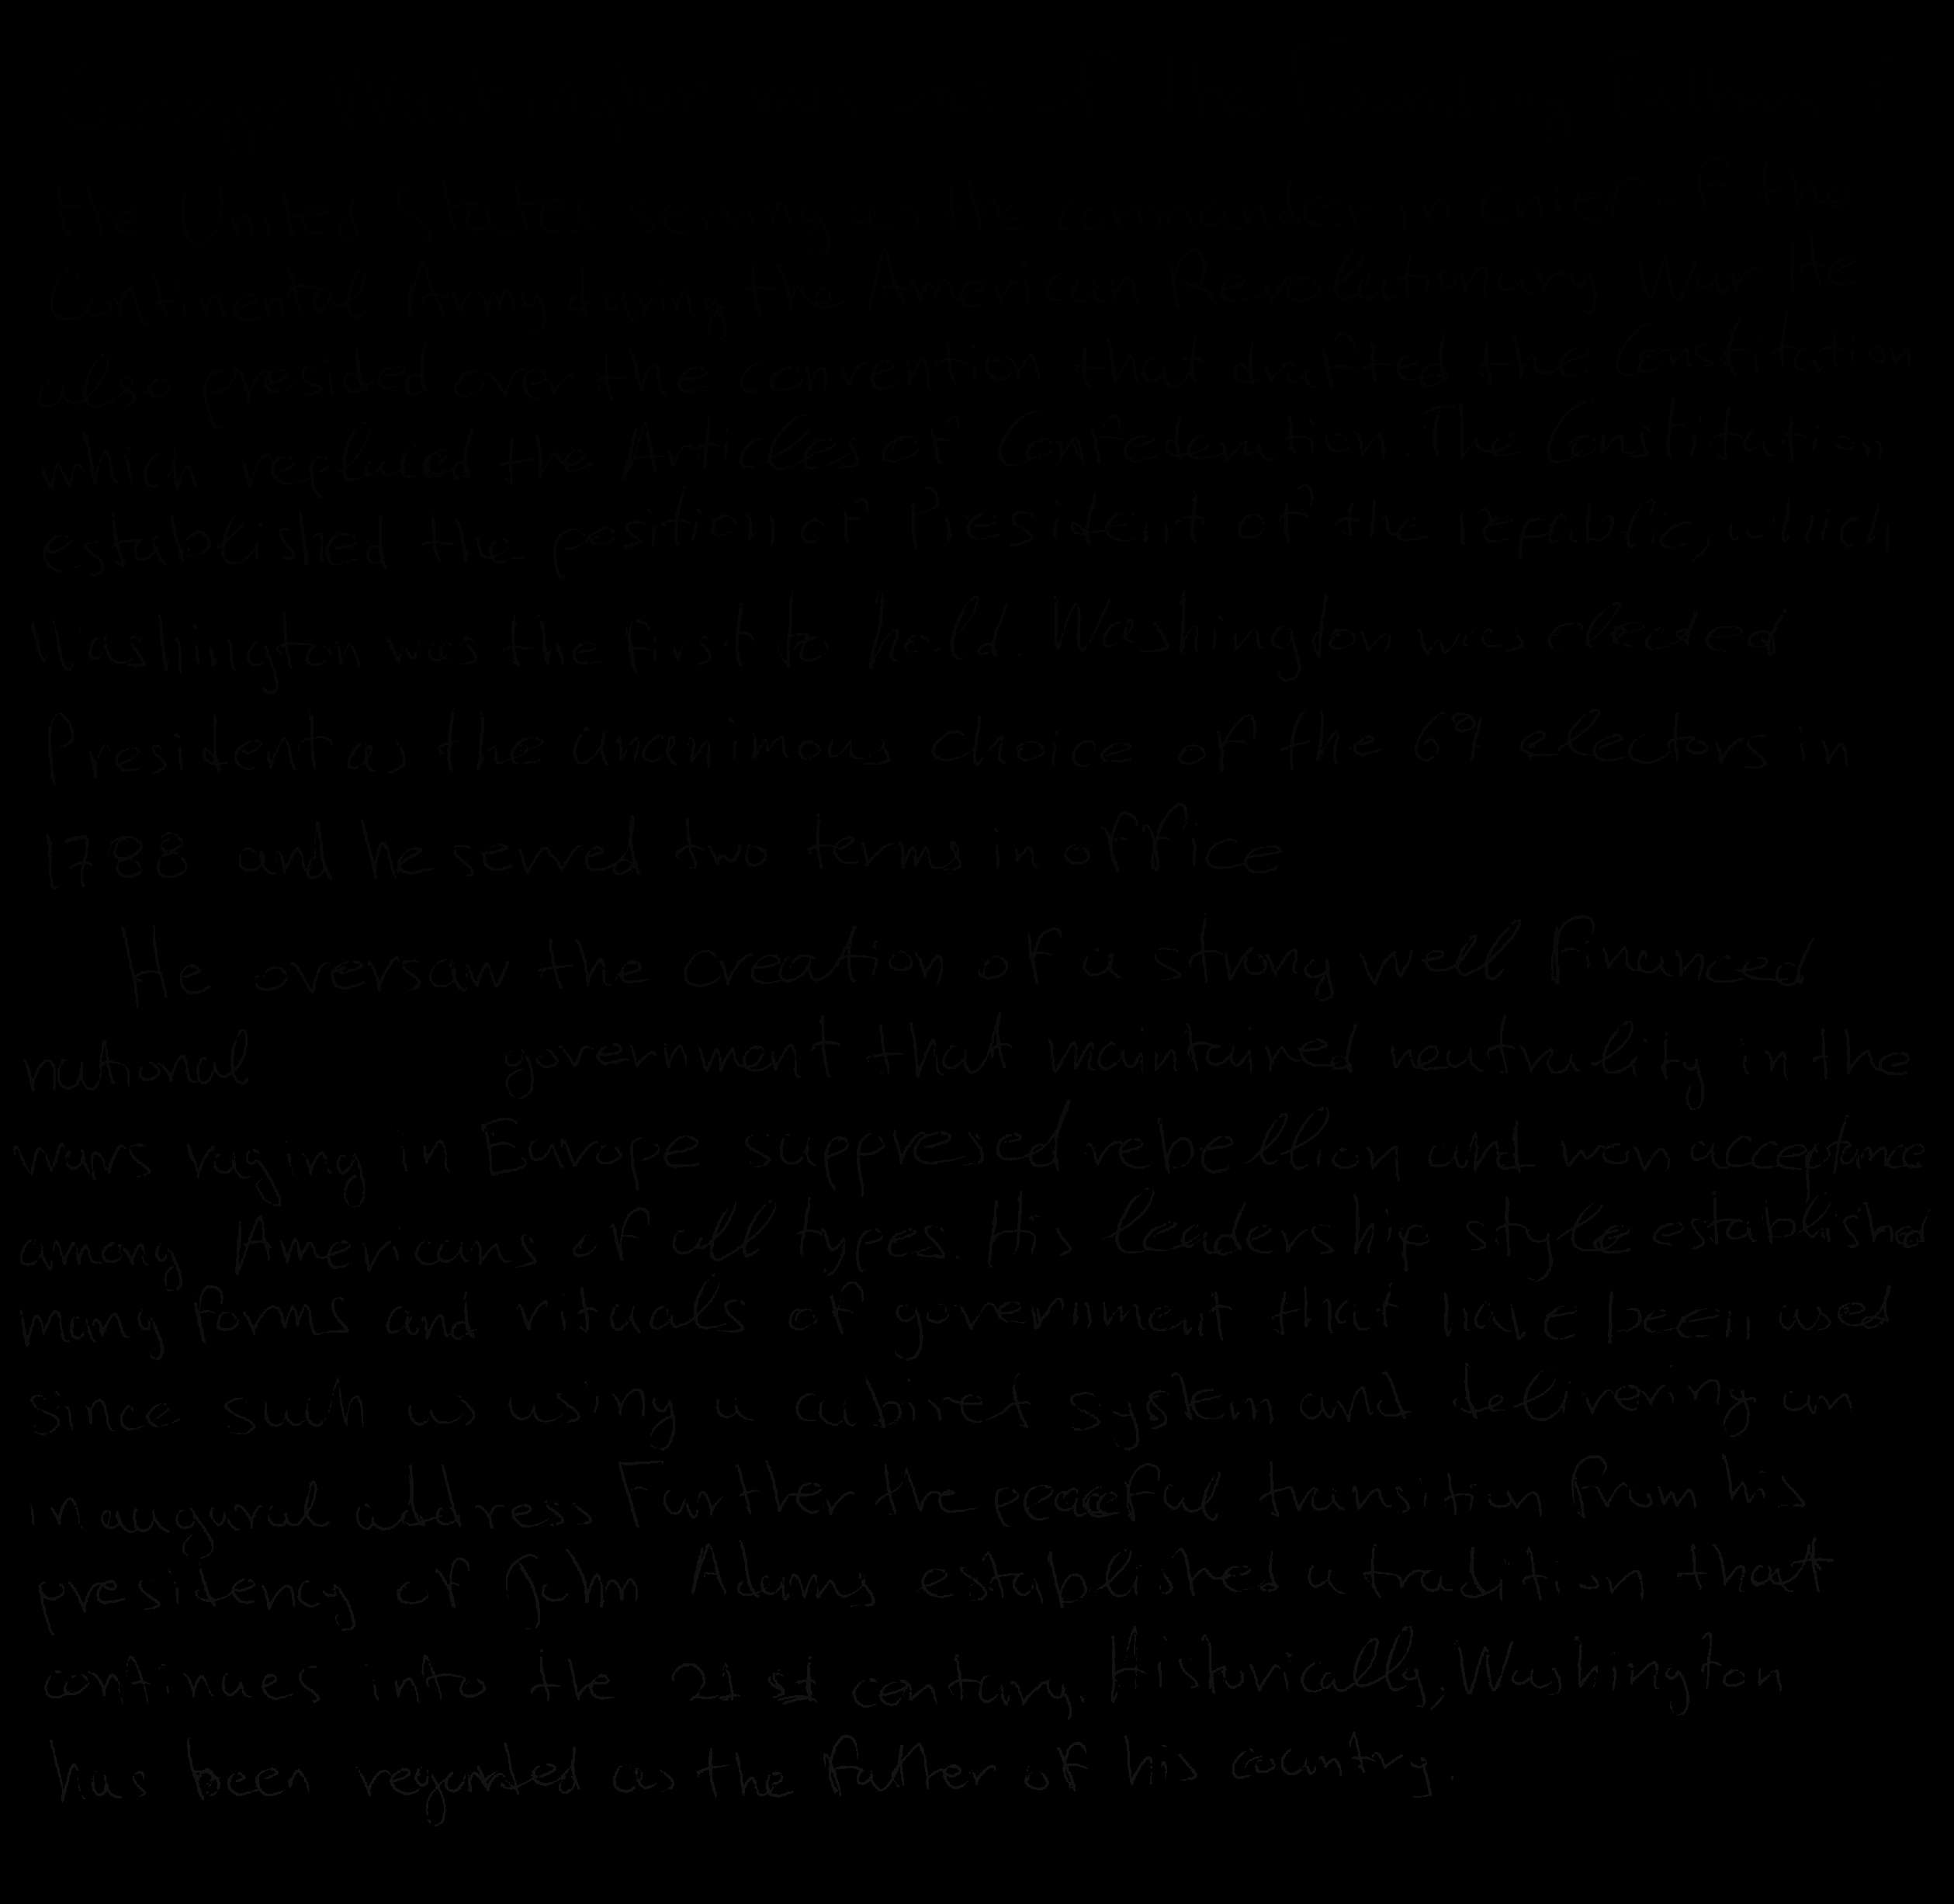 the United States serving as the commander in chief of the
Continental Army during the American Revolutionary War He
also presided over the convention that drafted the Constitution
which replaced the Articles of Confederation The Constitution
established the position of President of the republic, which
Washington was the first to hold. Washington was elected
President as the unanimous choice of the 69 electors in
1788 and he served two terms in office
He oversaw the creation of a strong well financed
national government that maintained neutrality in the
wars raging in Europe suppresed rebellion and won acceptance
among Americans of all types. His leadership style established
many forms and rituals of government that have been used
since such as using a cabinet system and delivering an
inaugural address Further the peaceful transition from his
presidency of John Adams established a tradition that
continues into the 21 st century. Historically, Washington
has been regarded as the father of his country.